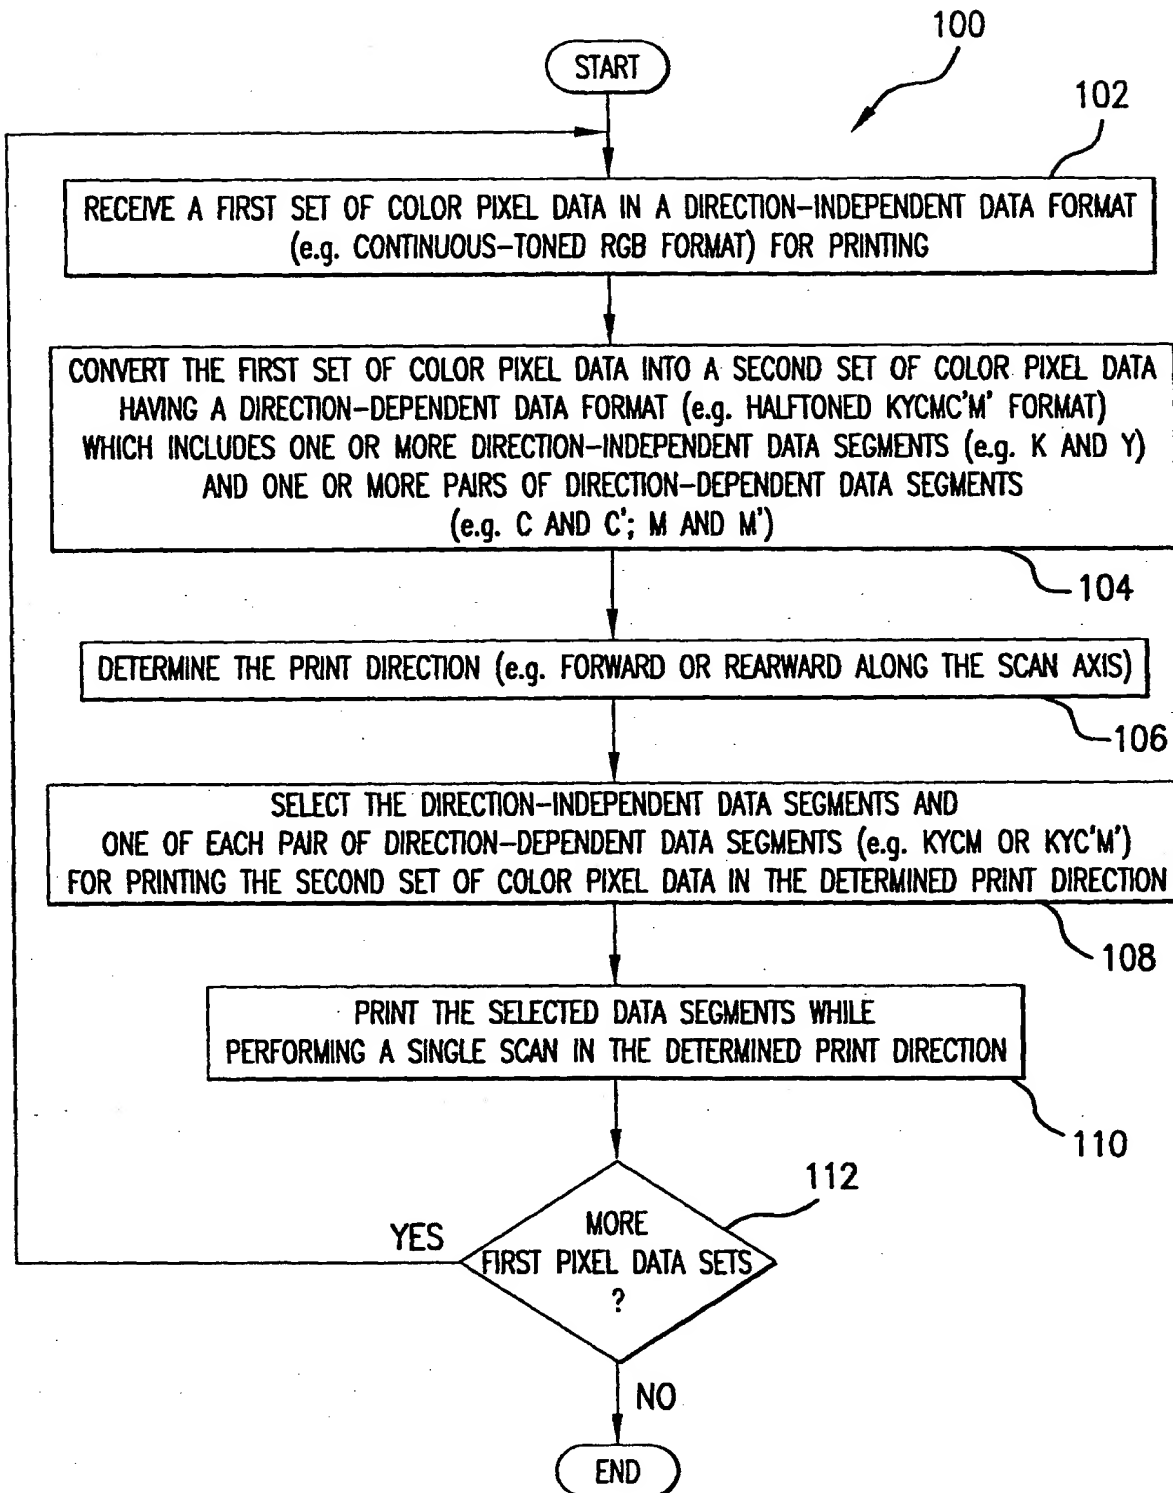 100
START
102
RECEIVE A FIRST SET OF COLOR PIXEL DATA IN A DIRECTION-INDEPENDENT DATA FORMAT
(e.g. CONTINUOUS-TONED RGB FORMAT) FOR PRINTING
CONVERT THE FIRST SET OF COLOR PIXEL DATA INTO A SECOND SET OF COLOR PIXEL DATA
HAVING A DIRECTION-DEPENDENT DATA FORMAT (e.g. HALFTONED KYCMC'M' FORMAT)
WHICH INCLUDES ONE OR MORE DIRECTION-INDEPENDENT DATA SEGMENTS (e.g. K AND Y)
AND ONE OR MORE PAIRS OF DIRECTION-DEPENDENT DATA SEGMENTS
(e.g. C AND C'; M AND M')
104
DETERMINE THE PRINT DIRECTION (e.g. FORWARD OR REARWARD ALONG THE SCAN AXIS)
106
SELECT THE DIRECTION-INDEPENDENT DATA SEGMENTS AND
ONE OF EACH PAIR OF DIRECTION-DEPENDENT DATA SEGMENTS (e.g. KYCM OR KYC'M')
FOR PRINTING THE SECOND SET OF COLOR PIXEL DATA IN THE DETERMINED PRINT DIRECTION
108
PRINT THE SELECTED DATA SEGMENTS WHILE
PERFORMING A SINGLE SCAN IN THE DETERMINED PRINT DIRECTION
110
112
YES
MORE
FIRST PIXEL DATA SETS
?
NO
END